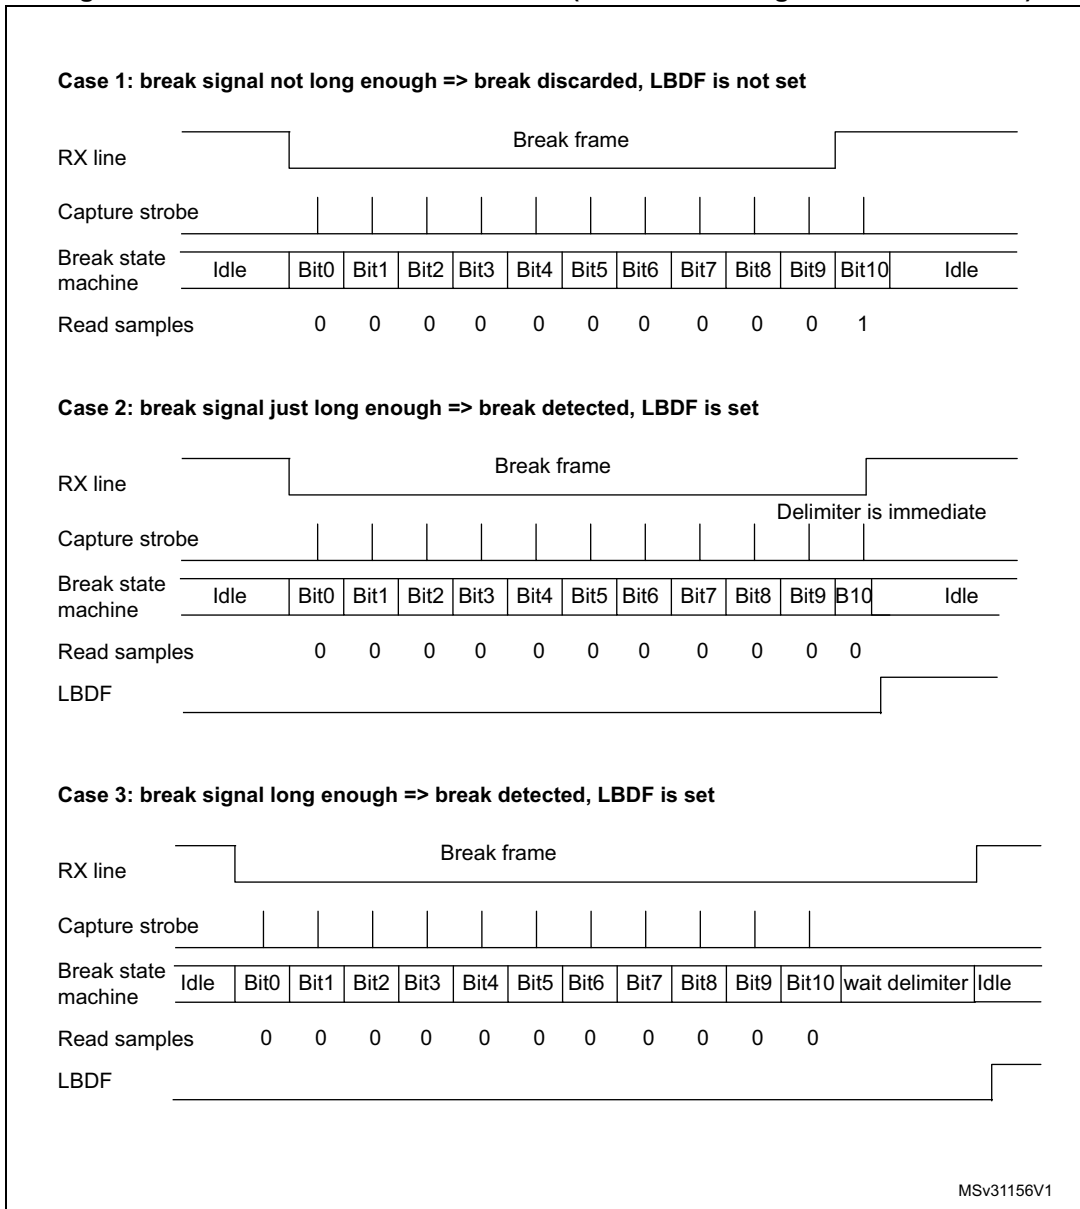 Case 1: break signal not long enough => break discarded, LBDF is not set
Break frame
RX line
Capture strobe
Break state machine
Idle Bit0 Bit1 Bit2 Bit3 Bit4 Bit5 Bit6 Bit7 Bit8 Bit9 Bit10 Idle
Read samples 0 0 0 0 0 0 0 0 0 0 1
Case 2: break signal just long enough => break detected, LBDF is set
Break frame
RX line
Delimiter is immediate
Capture strobe
Break state machine
Idle Bit0 Bit1 Bit2 Bit3 Bit4 Bit5 Bit6 Bit7 Bit8 Bit9 B10 Idle
Read samples 0 0 0 0 0 0 0 0 0 0 0
LBDF
Case 3: break signal long enough => break detected, LBDF is set
Break frame
RX line
Capture strobe
Break state machine
Idle Bit0 Bit1 Bit2 Bit3 Bit4 Bit5 Bit6 Bit7 Bit8 Bit9 Bit10 wait delimiter Idle
Read samples 0 0 0 0 0 0 0 0 0 0 0
LBDF
MSv31156V1